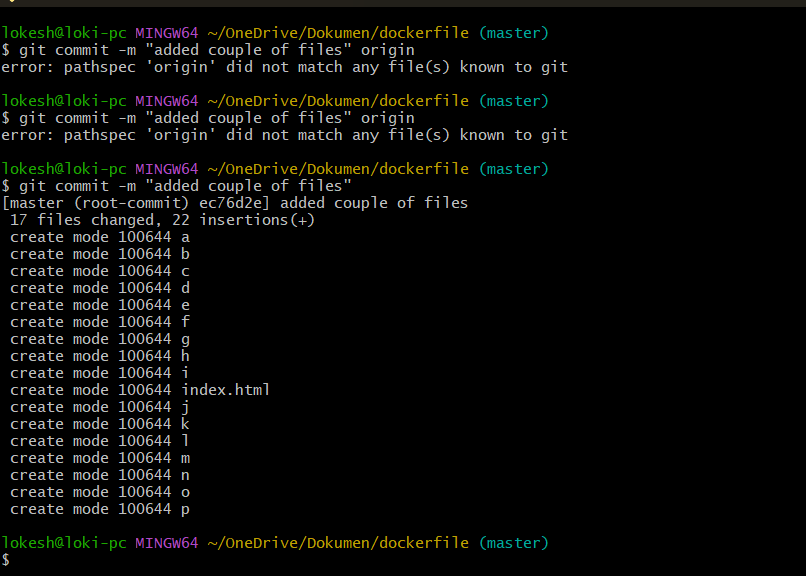 lokesh@loki-pc MINGW64 ~/OneDrive/Dokumen/dockerfile (master)
$ git commit -m "added couple of files" origin
error: pathspec 'origin' did not match any file(s) known to git
lokesh@loki-pc MINGW64 ~/OneDrive/Dokumen/dockerfile (master)
$ git commit -m "added couple of files" origin
error: pathspec 'origin' did not match any file(s) known to git
lokesh@loki-pc MINGW64 ~/OneDrive/Dokumen/dockerfile (master)
$ git commit -m "added couple of files"
[master (root-commit) ec76d2e] added couple of files
 17 files changed, 22 insertions(+)
 create mode 100644 a
 create mode 100644 b
 create mode 100644 c
 create mode 100644 d
 create mode 100644 e
 create mode 100644 f
 create mode 100644 g
 create mode 100644 h
 create mode 100644 i
 create mode 100644 index.html
 create mode 100644 j
 create mode 100644 k
 create mode 100644 l
 create mode 100644 m
 create mode 100644 n
 create mode 100644 o
 create mode 100644 p
lokesh@loki-pc MINGW64 ~/OneDrive/Dokumen/dockerfile (master)
$